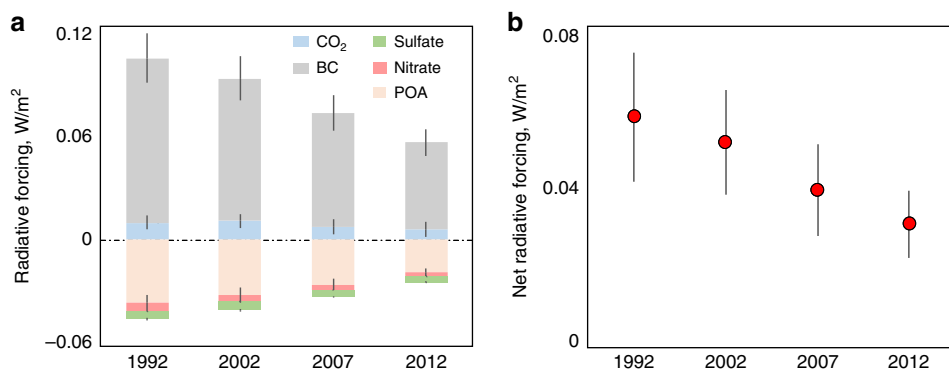 a
Radiative forcing, W/m²
0.12
0.06
0
−0.06
CO₂
BC
Sulfate
Nitrate
POA
1992 2002 2007 2012
b
Net radiative forcing, W/m²
0.08
0.04
0
1992 2002 2007 2012